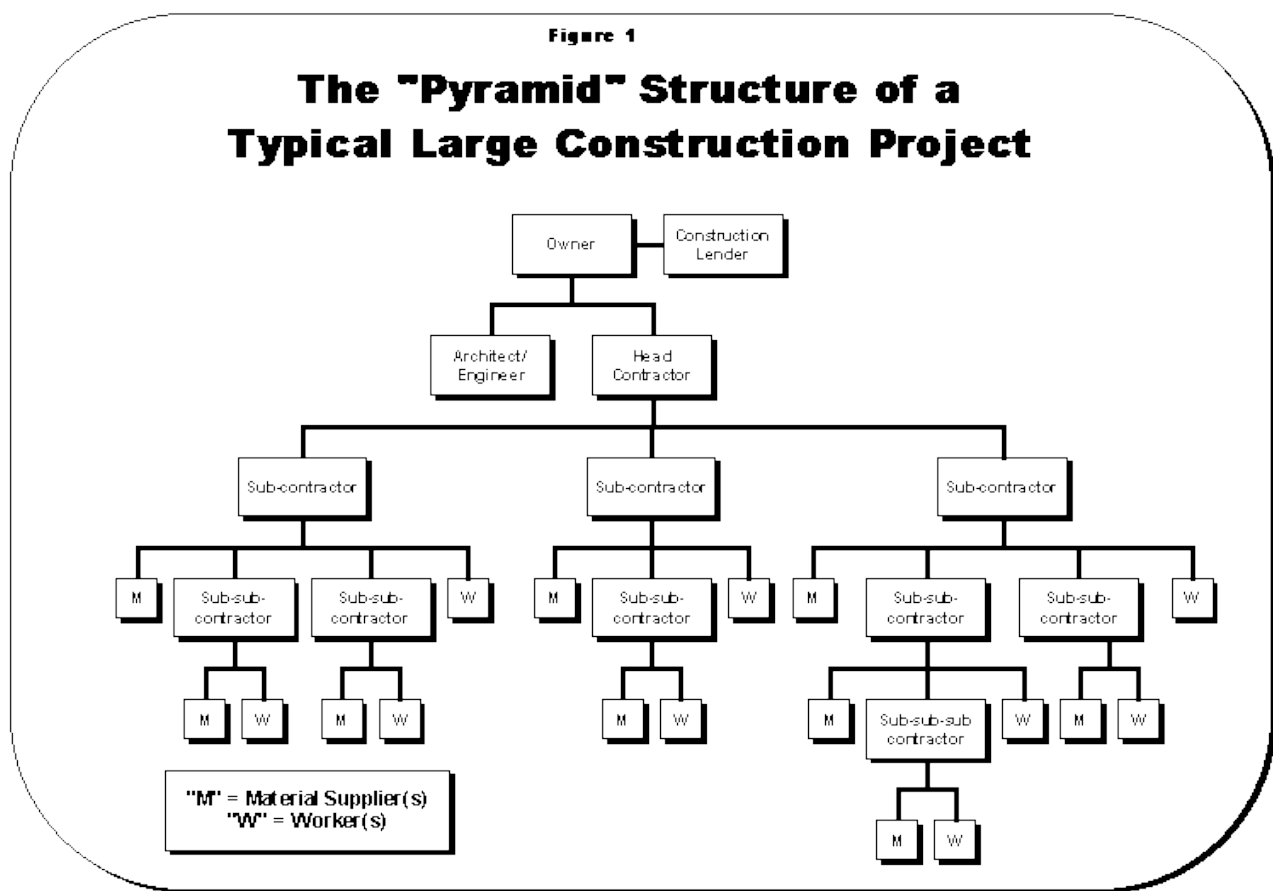 Figure 1
The "Pyramid" Structure of a
Typical Large Construction Project
Owner
Construction
Lender
Architect/
Engineer
Head
Contractor
Sub-contractor
Sub-contractor
Sub-contractor
M
Sub-sub-
contractor
Sub-sub-
contractor
W
M
Sub-sub-
contractor
W
M
Sub-sub-
contractor
Sub-sub-
contractor
W
M
W
M
W
M
W
M
Sub-sub-sub
contractor
W
M
W
M
W
"M" = Material Supplier(s)
"W" = Worker(s)